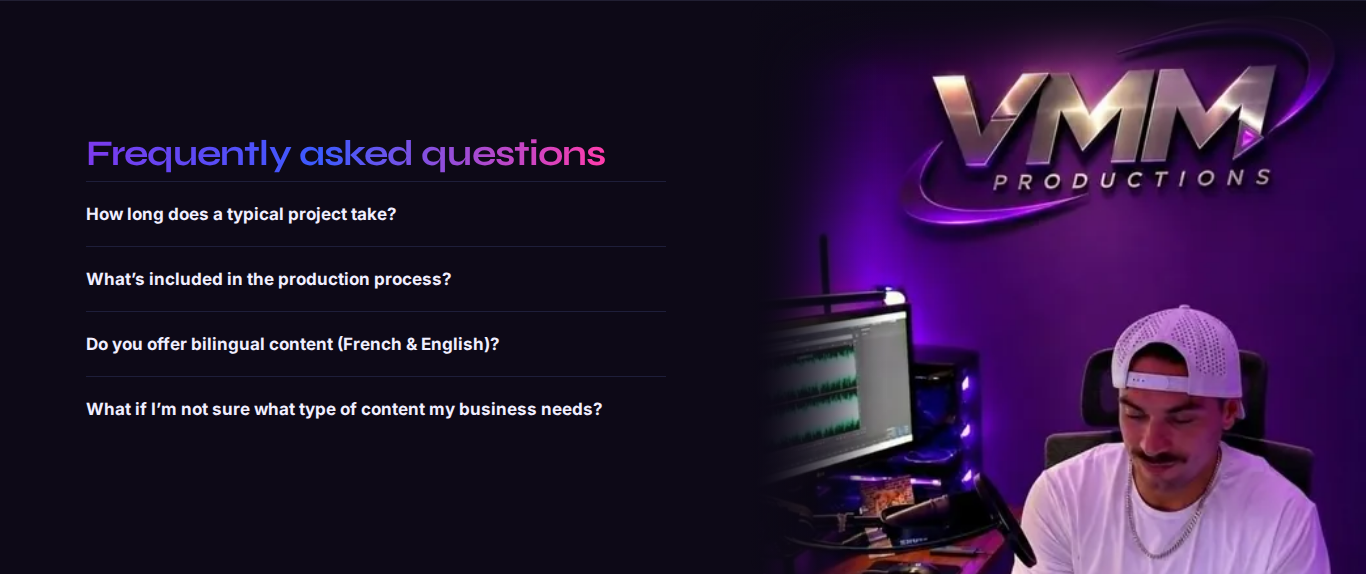 Frequently asked questions
How long does a typical project take?
What’s included in the production process?
Do you offer bilingual content (French & English)?
What if I’m not sure what type of content my business needs?
VMM
PRODUCTIONS